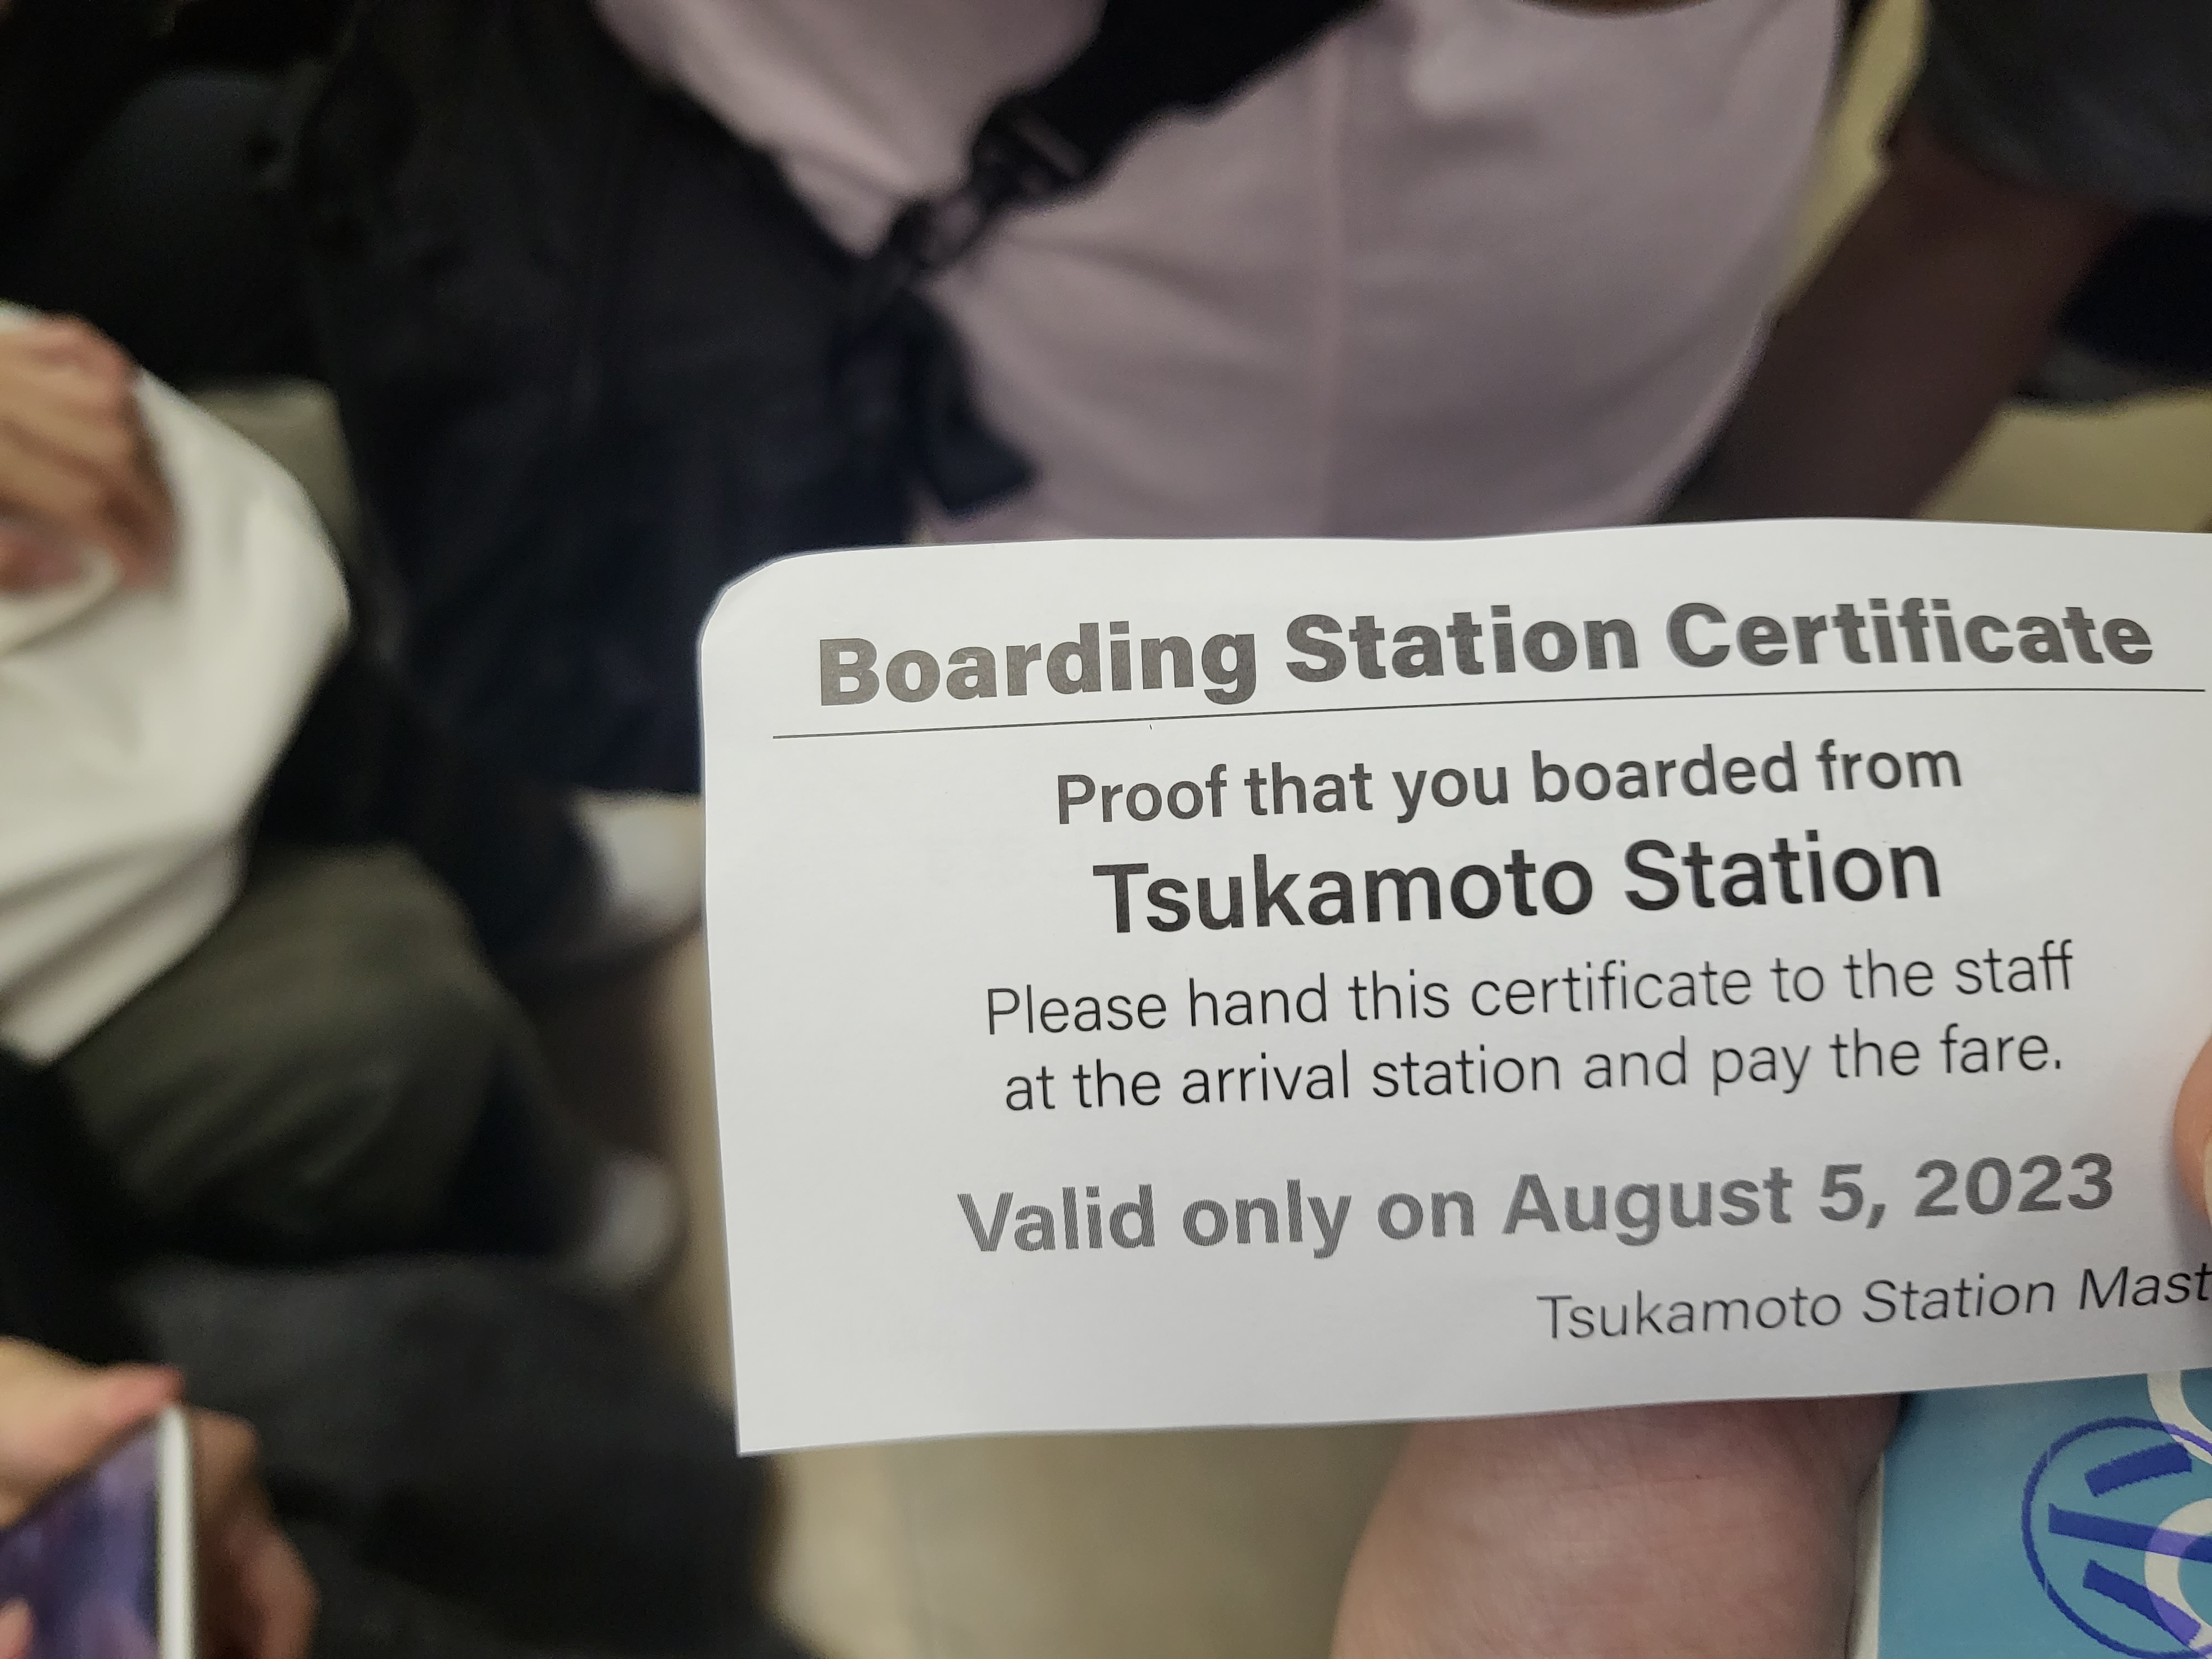 Boarding Station Certificate
Proof that you boarded from
Tsukamoto Station
Please hand this certificate to the staff
at the arrival station and pay the fare.
Valid only on August 5, 2023
Tsukamoto Station Mast